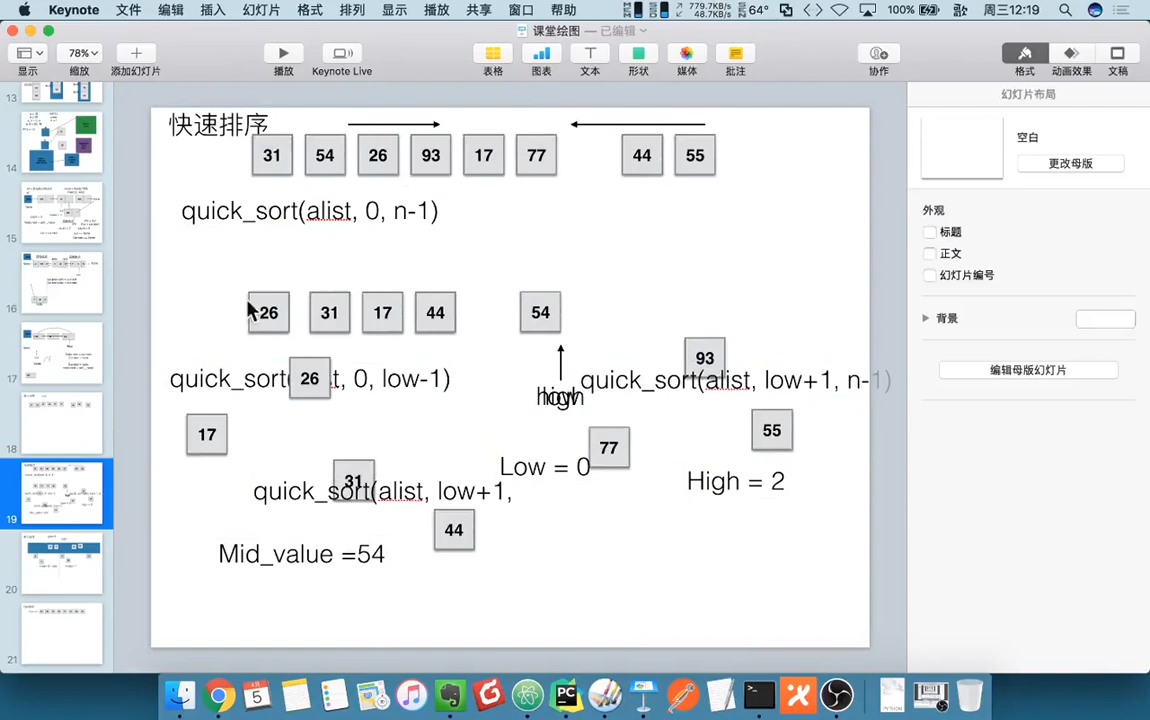 Keynote 文件 编辑 插入 幻灯片 格式 排列 显示 播放 共享 窗口 帮助 779.7KB/s 48.7KB/s 64° 100% 周三12:19
课堂绘图 — 已编辑
78%
显示 缩放 添加幻灯片 播放 Keynote Live 表格 图表 文本 形状 媒体 批注 协作 格式 动画效果 文稿
13
14
15
16
17
18
19
20
21
快速排序
31 54 26 93 17 77 44 55
quick_sort(alist, 0, n-1)
26 31 17 44 54
93
quick_sort( 26 t, 0, low-1)
quick_sort(alist, low+1, n-1)
high
17
55
77
Low = 0
High = 2
31
quick_sort(alist, low+1,
44
Mid_value =54
幻灯片布局
空白
更改母版
外观
标题
正文
幻灯片编号
背景
编辑母版幻灯片
5